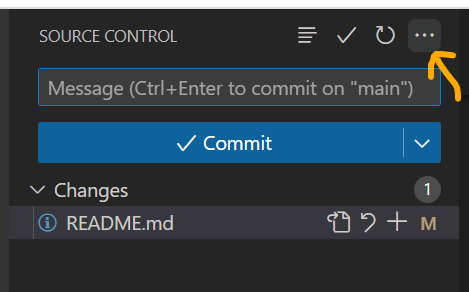 SOURCE CONTROL
Message (Ctrl+Enter to commit on "main")
Commit
Changes 1
README.md M